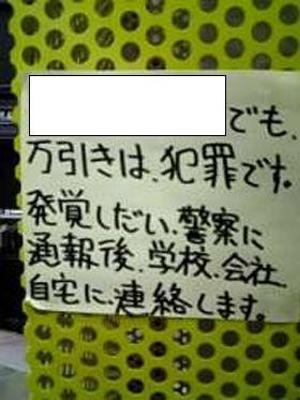 でも、
万引きは、犯罪です。
発覚しだい、警察に
通報後、学校、会社、
自宅に、連絡します。